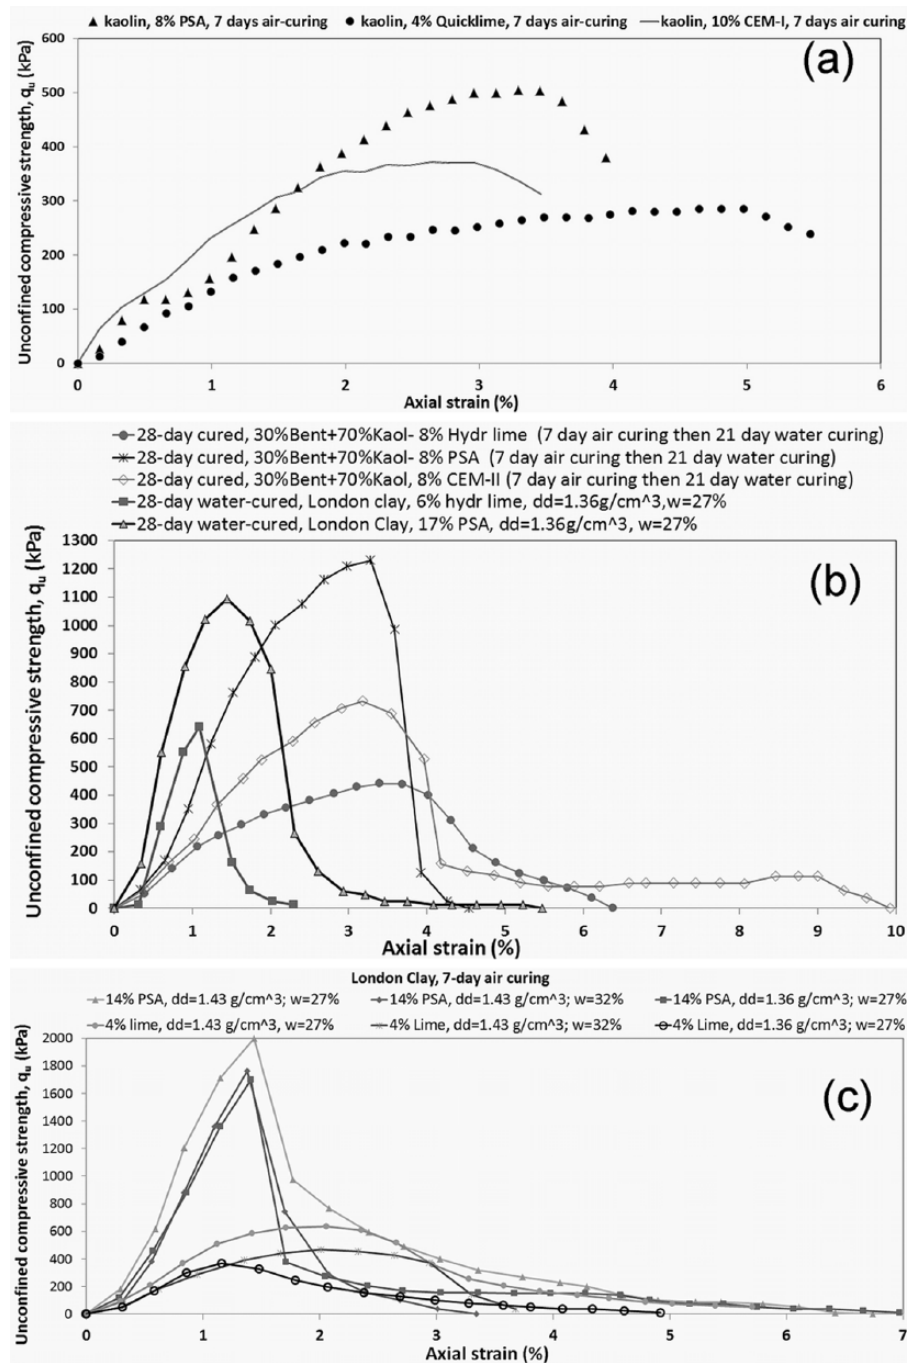 ▲ kaolin, 8% PSA, 7 days air-curing ● kaolin, 4% Quicklime, 7 days air-curing — kaolin, 10% CEM-I, 7 days air curing
(a)
Unconfined compressive strength, qu (kPa)
600
500
400
300
200
100
0
0 1 2 3 4 5 6
Axial strain (%)
28-day cured, 30%Bent+70%Kaol- 8% Hydr lime (7 day air curing then 21 day water curing)
28-day cured, 30%Bent+70%Kaol- 8% PSA (7 day air curing then 21 day water curing)
28-day cured, 30%Bent+70%Kaol, 8% CEM-II (7 day air curing then 21 day water curing)
28-day water-cured, London clay, 6% hydr lime, dd=1.36g/cm^3,w=27%
28-day water-cured, London Clay, 17% PSA, dd=1.36g/cm^3, w=27%
(b)
Unconfined compressive strength, qu (kPa)
1300
1200
1100
1000
900
800
700
600
500
400
300
200
100
0
0 1 2 3 4 5 6 7 8 9 10
Axial strain (%)
London Clay, 7-day air curing
14% PSA, dd=1.43 g/cm^3; w=27% 14% PSA, dd=1.43 g/cm^3; w=32% 14% PSA, dd=1.36 g/cm^3; w=27%
4% lime, dd=1.43 g/cm^3, w=27% 4% Lime, dd=1.43 g/cm^3; w=32% 4% Lime, dd=1.36 g/cm^3; w=27%
(c)
Unconfined compressive strength, qu (kPa)
2000
1800
1600
1400
1200
1000
800
600
400
200
0
0 1 2 3 4 5 6 7
Axial strain (%)